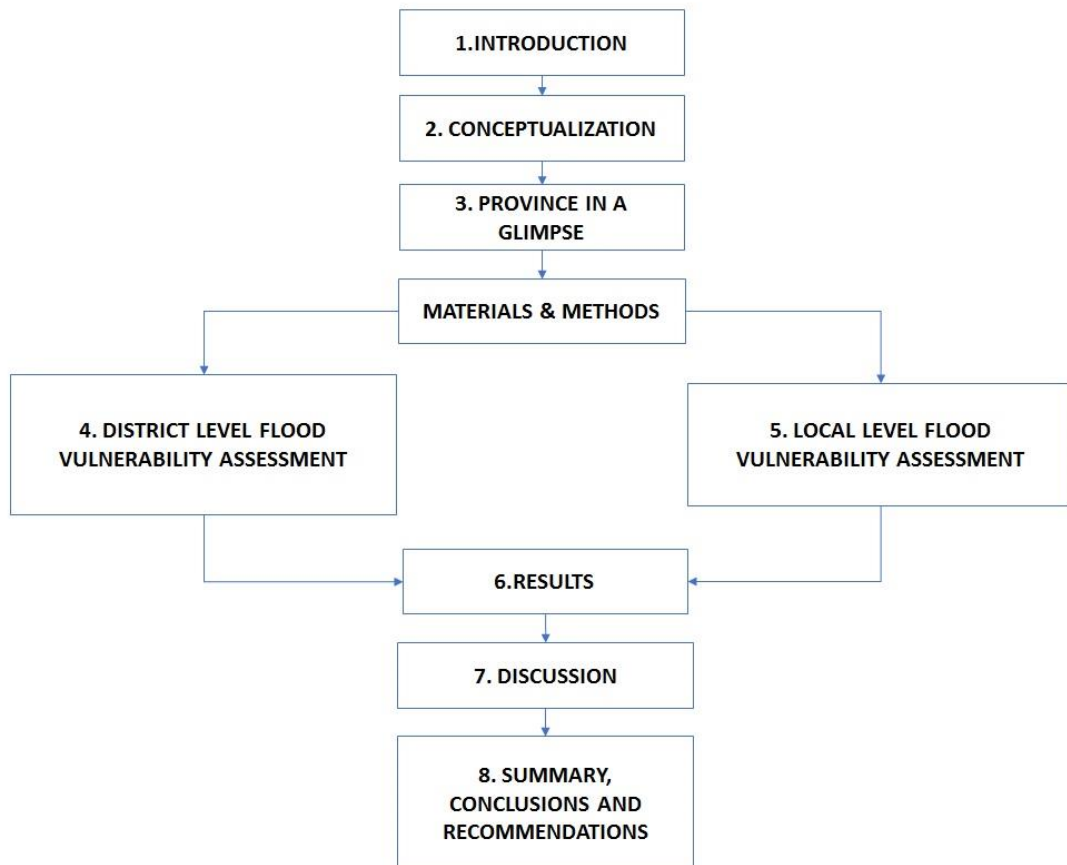 1.INTRODUCTION
2. CONCEPTUALIZATION
3. PROVINCE IN A
GLIMPSE
MATERIALS & METHODS
4. DISTRICT LEVEL FLOOD
VULNERABILITY ASSESSMENT
5. LOCAL LEVEL FLOOD
VULNERABILITY ASSESSMENT
6.RESULTS
7. DISCUSSION
8. SUMMARY,
CONCLUSIONS AND
RECOMMENDATIONS